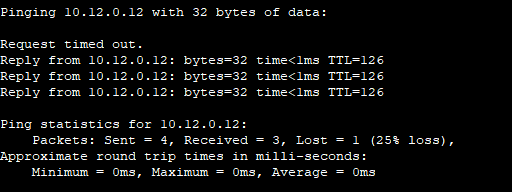 Pinging 10.12.0.12 with 32 bytes of data:
Request timed out.
Reply from 10.12.0.12: bytes=32 time<1ms TTL=126
Reply from 10.12.0.12: bytes=32 time<1ms TTL=126
Reply from 10.12.0.12: bytes=32 time<1ms TTL=126
Ping statistics for 10.12.0.12:
Packets: Sent = 4, Received = 3, Lost = 1 (25% loss),
Approximate round trip times in milli-seconds:
Minimum = 0ms, Maximum = 0ms, Average = 0ms